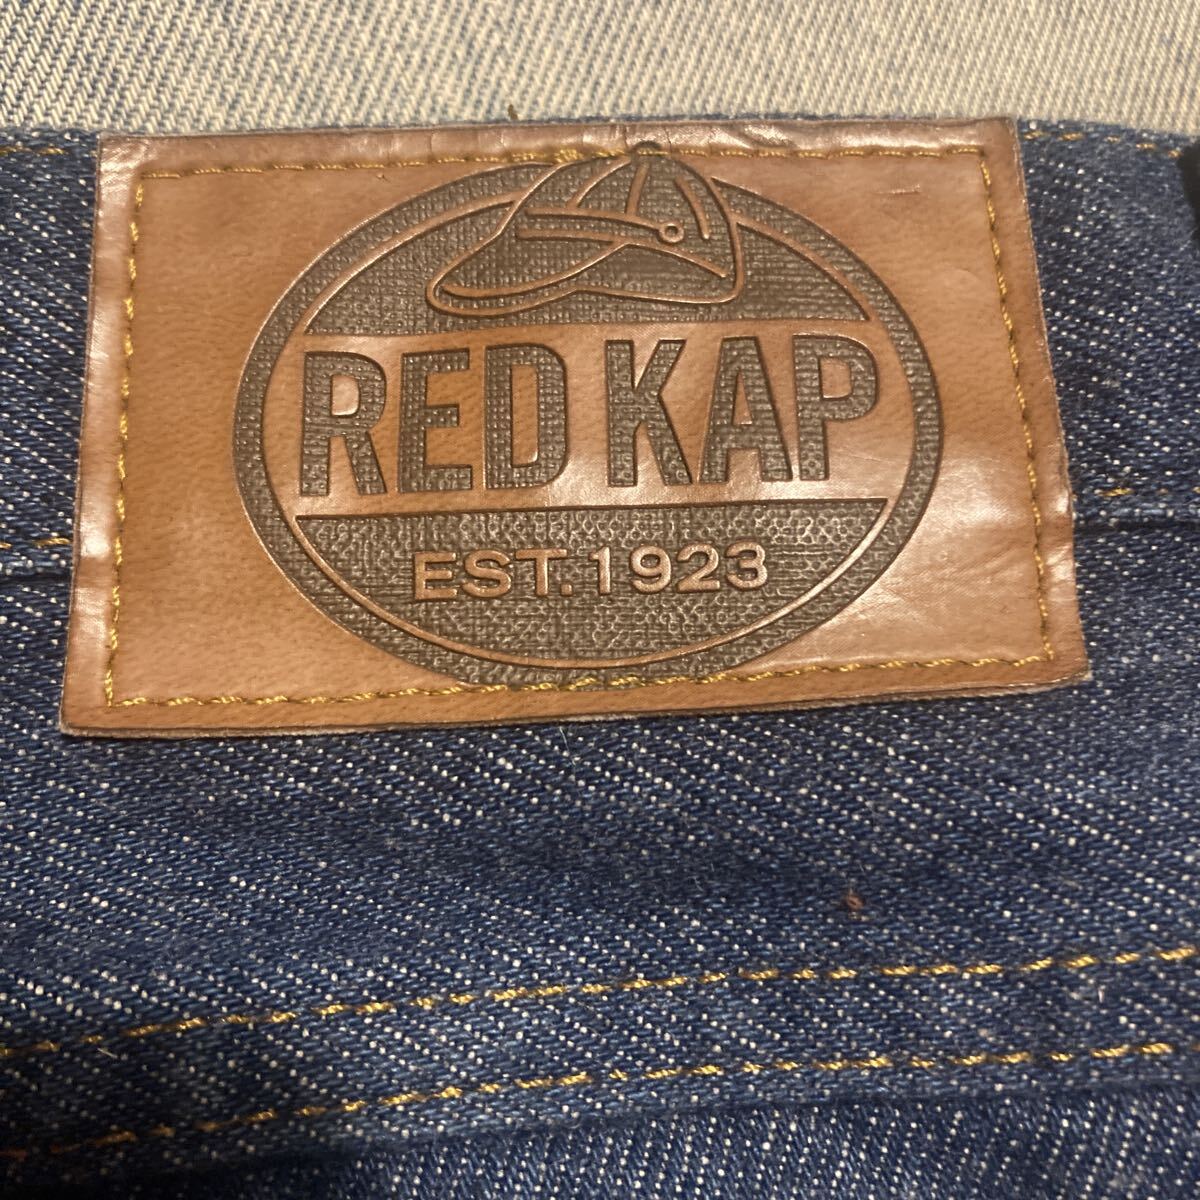 RED KAP
EST. 1923